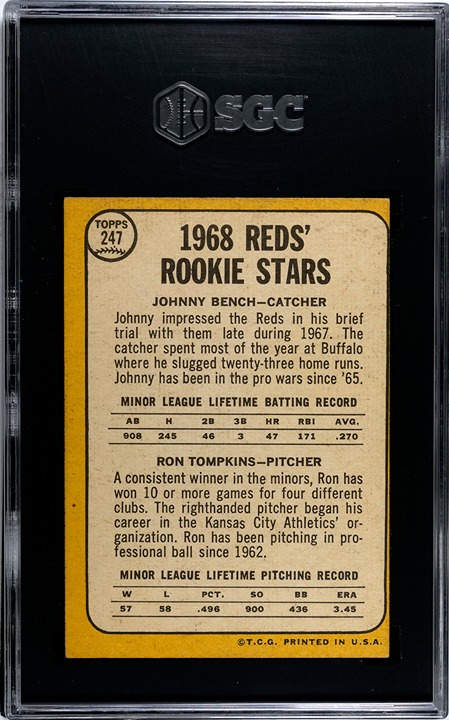 SGC
TOPPS
247
1968 REDS'
ROOKIE STARS
JOHNNY BENCH—CATCHER
Johnny impressed the Reds in his brief
trial with them late during 1967. The
catcher spent most of the year at Buffalo
where he slugged twenty-three home runs.
Johnny has been in the pro wars since '65.
MINOR LEAGUE LIFETIME BATTING RECORD
AB H 2B 3B HR RBI AVG.
908 245 46 3 47 171 .270
RON TOMPKINS—PITCHER
A consistent winner in the minors, Ron has
won 10 or more games for four different
clubs. The righthanded pitcher began his
career in the Kansas City Athletics' or-
ganization. Ron has been pitching in pro-
fessional ball since 1962.
MINOR LEAGUE LIFETIME PITCHING RECORD
W L PCT. SO BB ERA
57 58 .496 900 436 3.45
©T.C.G. PRINTED IN U.S.A.